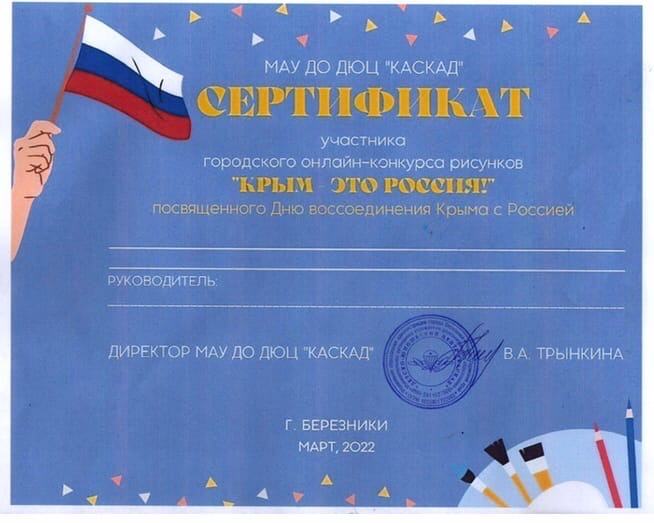 МАУ ДО ДЮЦ "КАСКАД"
СЕРТИФИКАТ
участника
городского онлайн-конкурса рисунков
"КРЫМ - ЭТО РОССИЯ!"
посвященного Дню воссоединения Крыма с Россией
РУКОВОДИТЕЛЬ:
ДИРЕКТОР МАУ ДО ДЮЦ "КАСКАД"
В.А. ТРЫНКИНА
Г. БЕРЕЗНИКИ
МАРТ, 2022